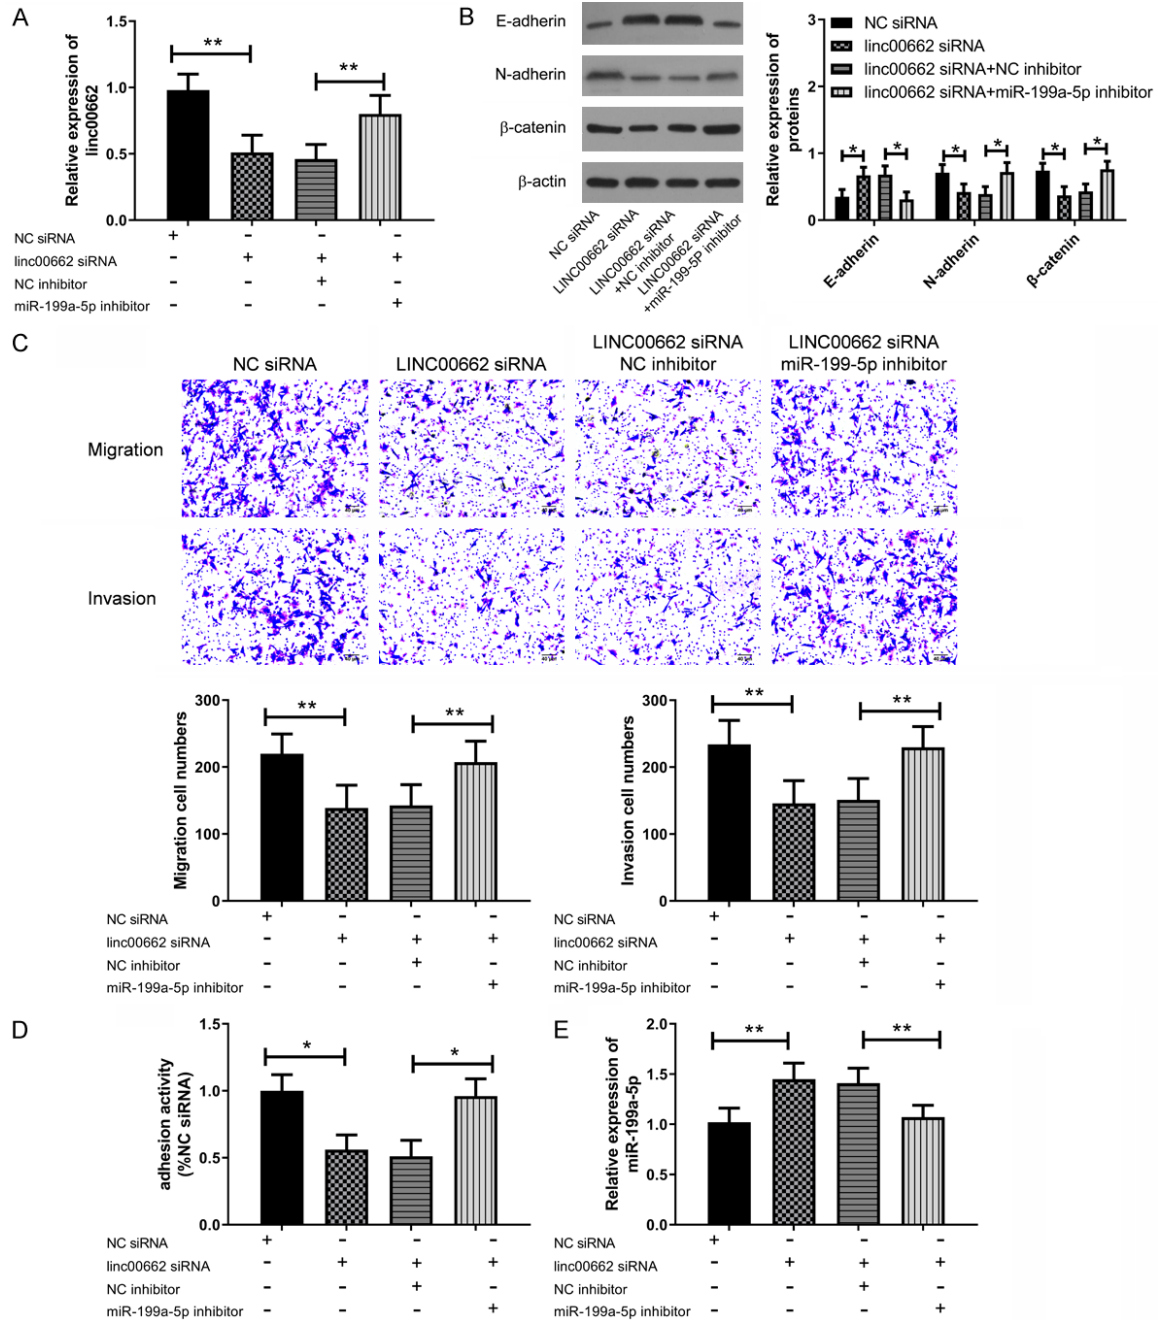 A
Relative expression of
linc00662
1.5
1.0
0.5
0.0
**
**
NC siRNA + - - -
linc00662 siRNA - + + +
NC inhibitor - - + -
miR-199a-5p inhibitor - - - +
B
E-adherin
N-adherin
β-catenin
β-actin
NC siRNA
LINC00662 siRNA
LINC00662 siRNA
+NC inhibitor
LINC00662 siRNA
+miR-199-5P inhibitor
Relative expression of
proteins
3
2
1
0
NC siRNA
linc00662 siRNA
linc00662 siRNA+NC inhibitor
linc00662 siRNA+miR-199a-5p inhibitor
* * * * * *
E-adherin
N-adherin
β-catenin
C
NC siRNA
LINC00662 siRNA
LINC00662 siRNA
NC inhibitor
LINC00662 siRNA
miR-199-5p inhibitor
Migration
Invasion
Migration cell numbers
300
200
100
0
**
**
NC siRNA + - - -
linc00662 siRNA - + + +
NC inhibitor - - + -
miR-199a-5p inhibitor - - - +
Invasion cell numbers
300
200
100
0
**
**
NC siRNA + - - -
linc00662 siRNA - + + +
NC inhibitor - - + -
miR-199a-5p inhibitor - - - +
D
adhesion activity
(%NC siRNA)
1.5
1.0
0.5
0.0
*
*
NC siRNA + - - -
linc00662 siRNA - + + +
NC inhibitor - - + -
miR-199a-5p inhibitor - - - +
E
Relative expression of
miR-199a-5p
2.0
1.5
1.0
0.5
0.0
**
**
NC siRNA + - - -
linc00662 siRNA - + + +
NC inhibitor - - + -
miR-199a-5p inhibitor - - - +